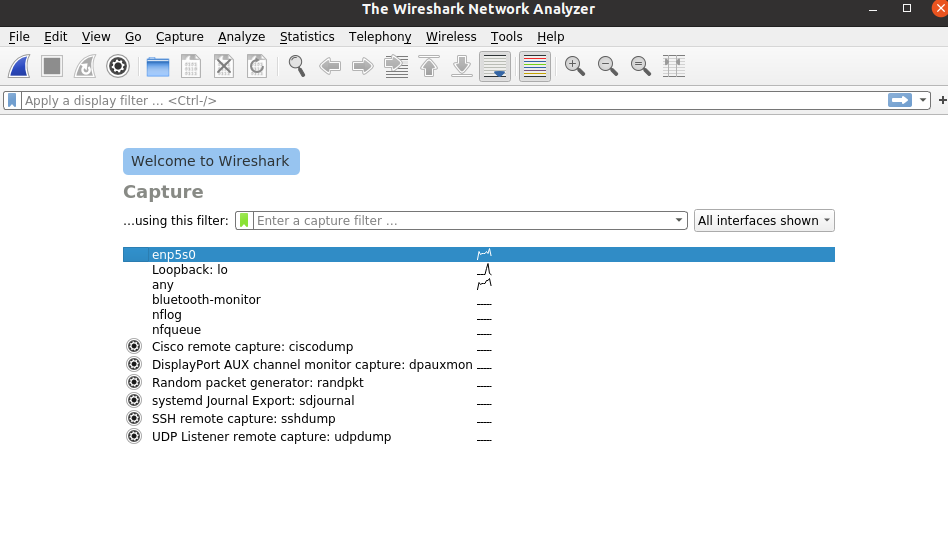 The Wireshark Network Analyzer
File Edit View Go Capture Analyze Statistics Telephony Wireless Tools Help
Apply a display filter ... <Ctrl-/>
Welcome to Wireshark
Capture
...using this filter: Enter a capture filter ... All interfaces shown
enp5s0
Loopback: lo
any
bluetooth-monitor
nflog
nfqueue
Cisco remote capture: ciscodump
DisplayPort AUX channel monitor capture: dpauxmon
Random packet generator: randpkt
systemd Journal Export: sdjournal
SSH remote capture: sshdump
UDP Listener remote capture: udpdump